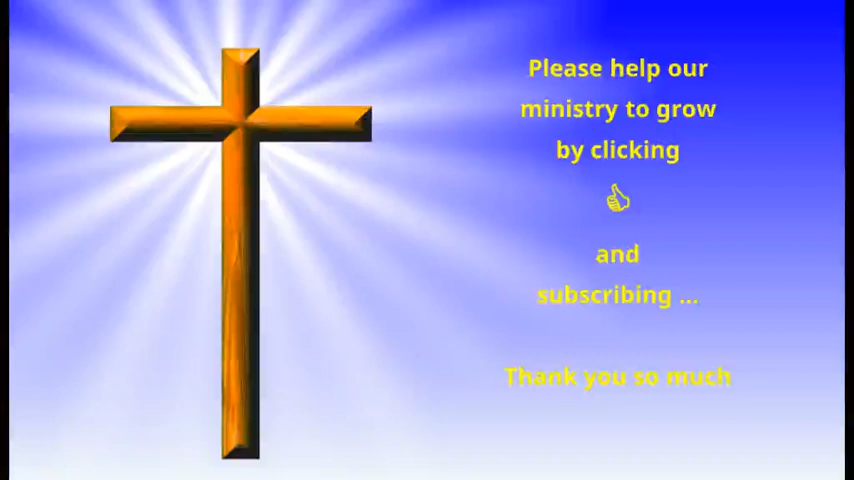 Please help our
ministry to grow
by clicking
👍
and
subscribing ...
Thank you so much